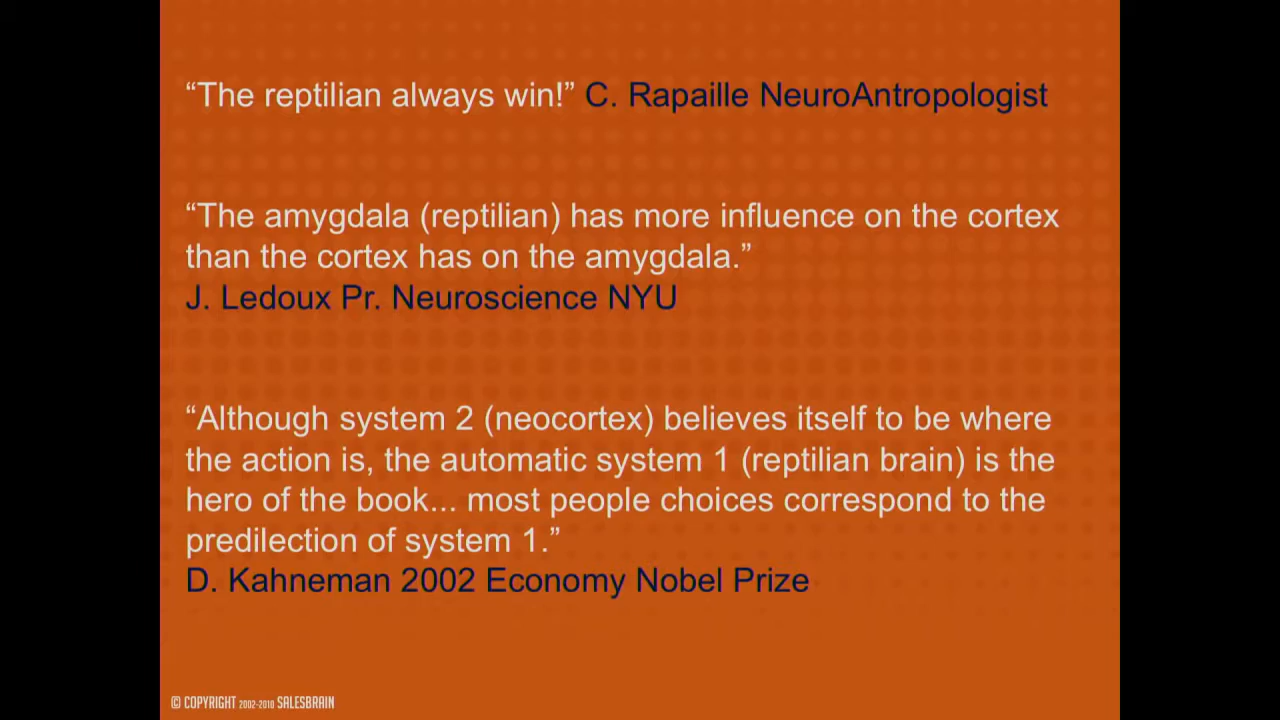 “The reptilian always win!” C. Rapaille NeuroAntropologist
“The amygdala (reptilian) has more influence on the cortex
than the cortex has on the amygdala.”
J. Ledoux Pr. Neuroscience NYU
“Although system 2 (neocortex) believes itself to be where
the action is, the automatic system 1 (reptilian brain) is the
hero of the book... most people choices correspond to the
predilection of system 1.”
D. Kahneman 2002 Economy Nobel Prize
© COPYRIGHT 2002-2010 SALESBRAIN